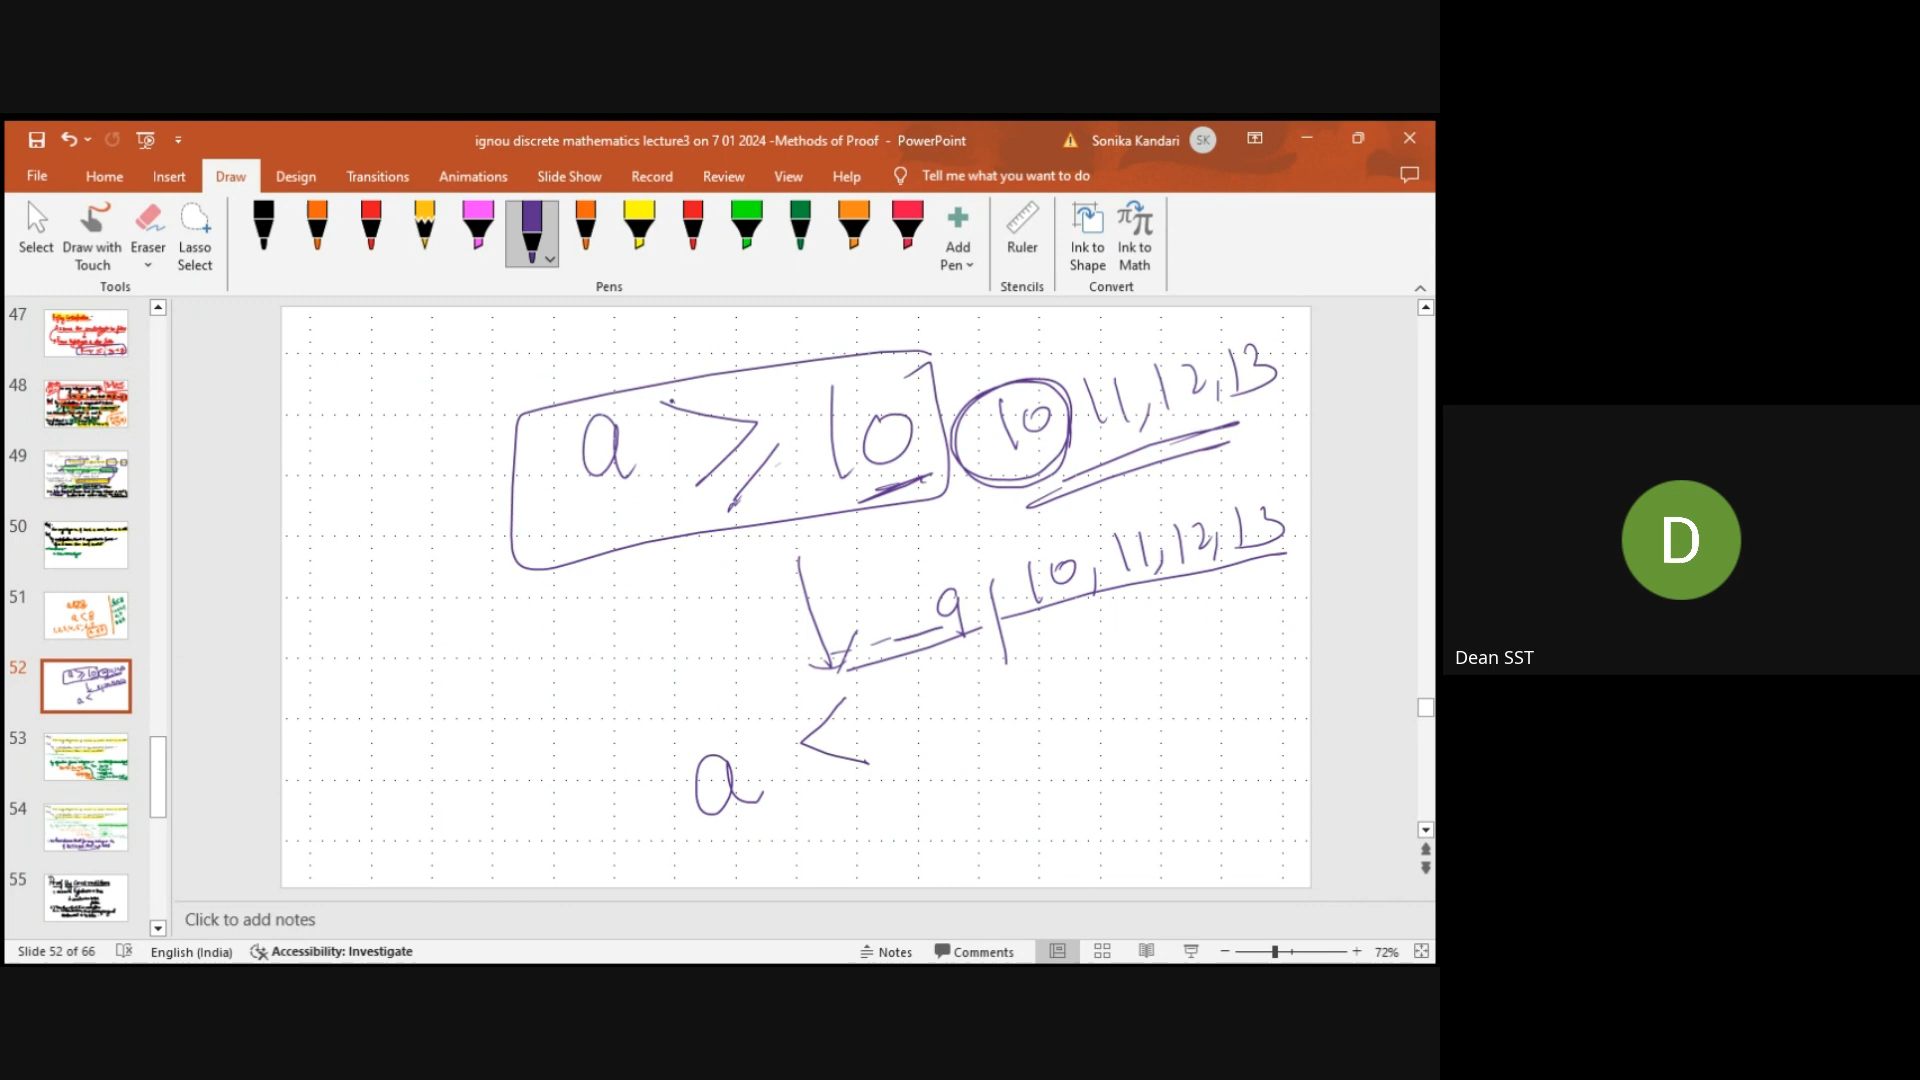 ignou discrete mathematics lecture3 on 7 01 2024 -Methods of Proof - PowerPoint
Sonika Kandari
SK
File Home Insert Draw Design Transitions Animations Slide Show Record Review View Help Tell me what you want to do
Select
Draw with Touch
Eraser
Lasso Select
Add Pen
Ruler
Ink to Shape
Ink to Math
Tools
Pens
Stencils
Convert
47
48
49
50
51
52
53
54
55
a ≥ 10 10 11, 12, 13
9 10, 11, 12, 13
a <
Click to add notes
Slide 52 of 66
English (India)
Accessibility: Investigate
Notes
Comments
72%
D
Dean SST